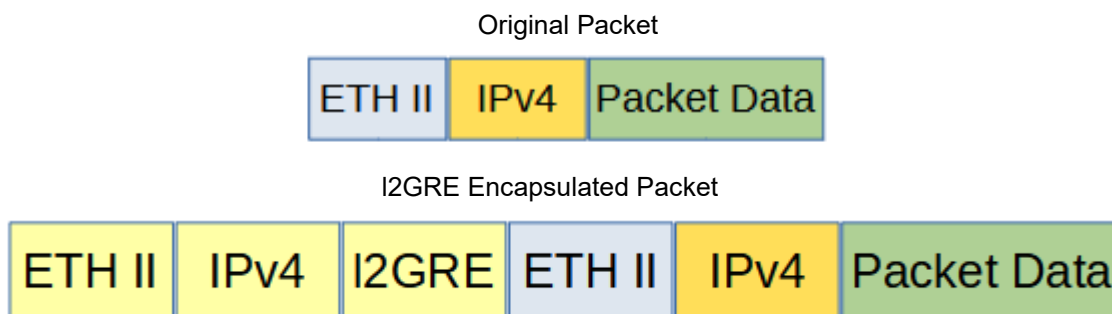 Original Packet
ETH II IPv4 Packet Data
l2GRE Encapsulated Packet
ETH II IPv4 l2GRE ETH II IPv4 Packet Data